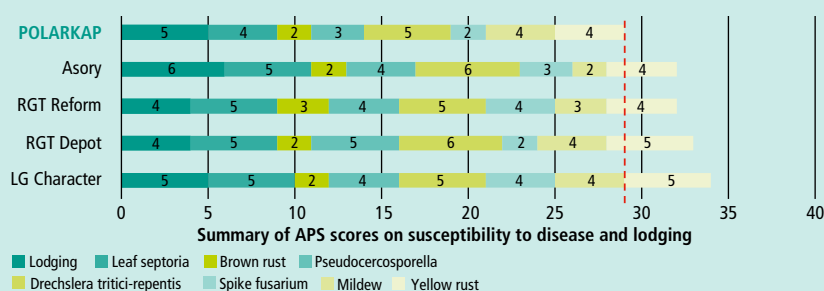 POLARKAP 5 4 2 3 5 2 4 4
Asory 6 5 2 4 6 3 2 4
RGT Reform 4 5 3 4 5 4 3 4
RGT Depot 4 5 2 5 6 2 4 5
LG Character 5 5 2 4 5 4 4 5
0 5 10 15 20 25 30 35 40
Summary of APS scores on susceptibility to disease and lodging
Lodging Leaf septoria Brown rust Pseudocercosporella
Drechslera tritici-repentis Spike fusarium Mildew Yellow rust